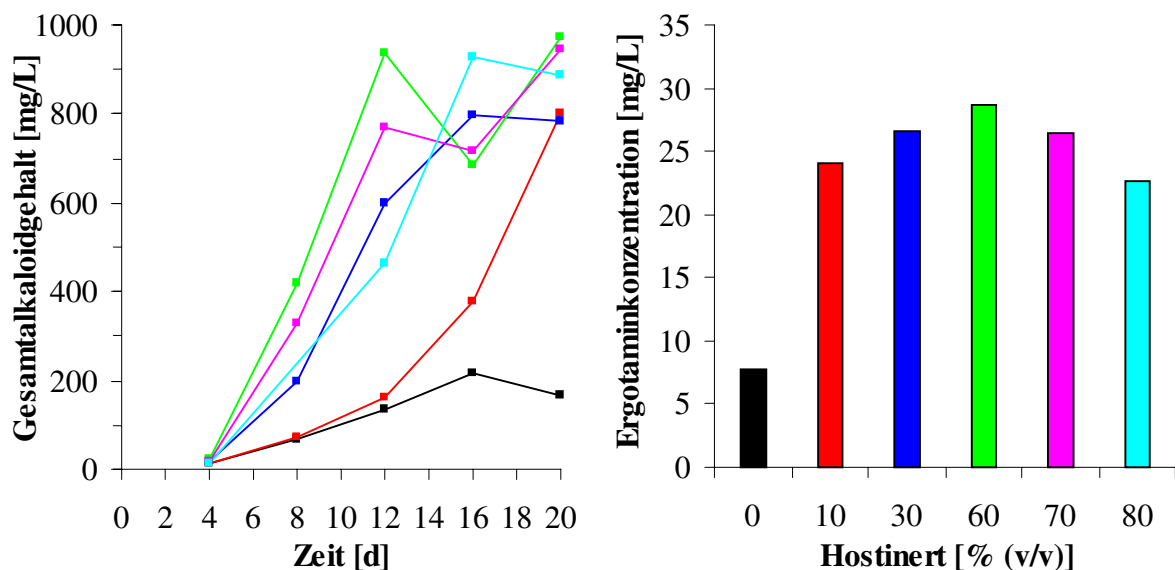 Gesamtalkaloidgehalt [mg/L]
1000
800
600
400
200
0
0 2 4 6 8 10 12 14 16 18 20
Zeit [d]
Ergotaminkonzentration [mg/L]
35
30
25
20
15
10
5
0
0 10 30 60 70 80
Hostinert [% (v/v)]